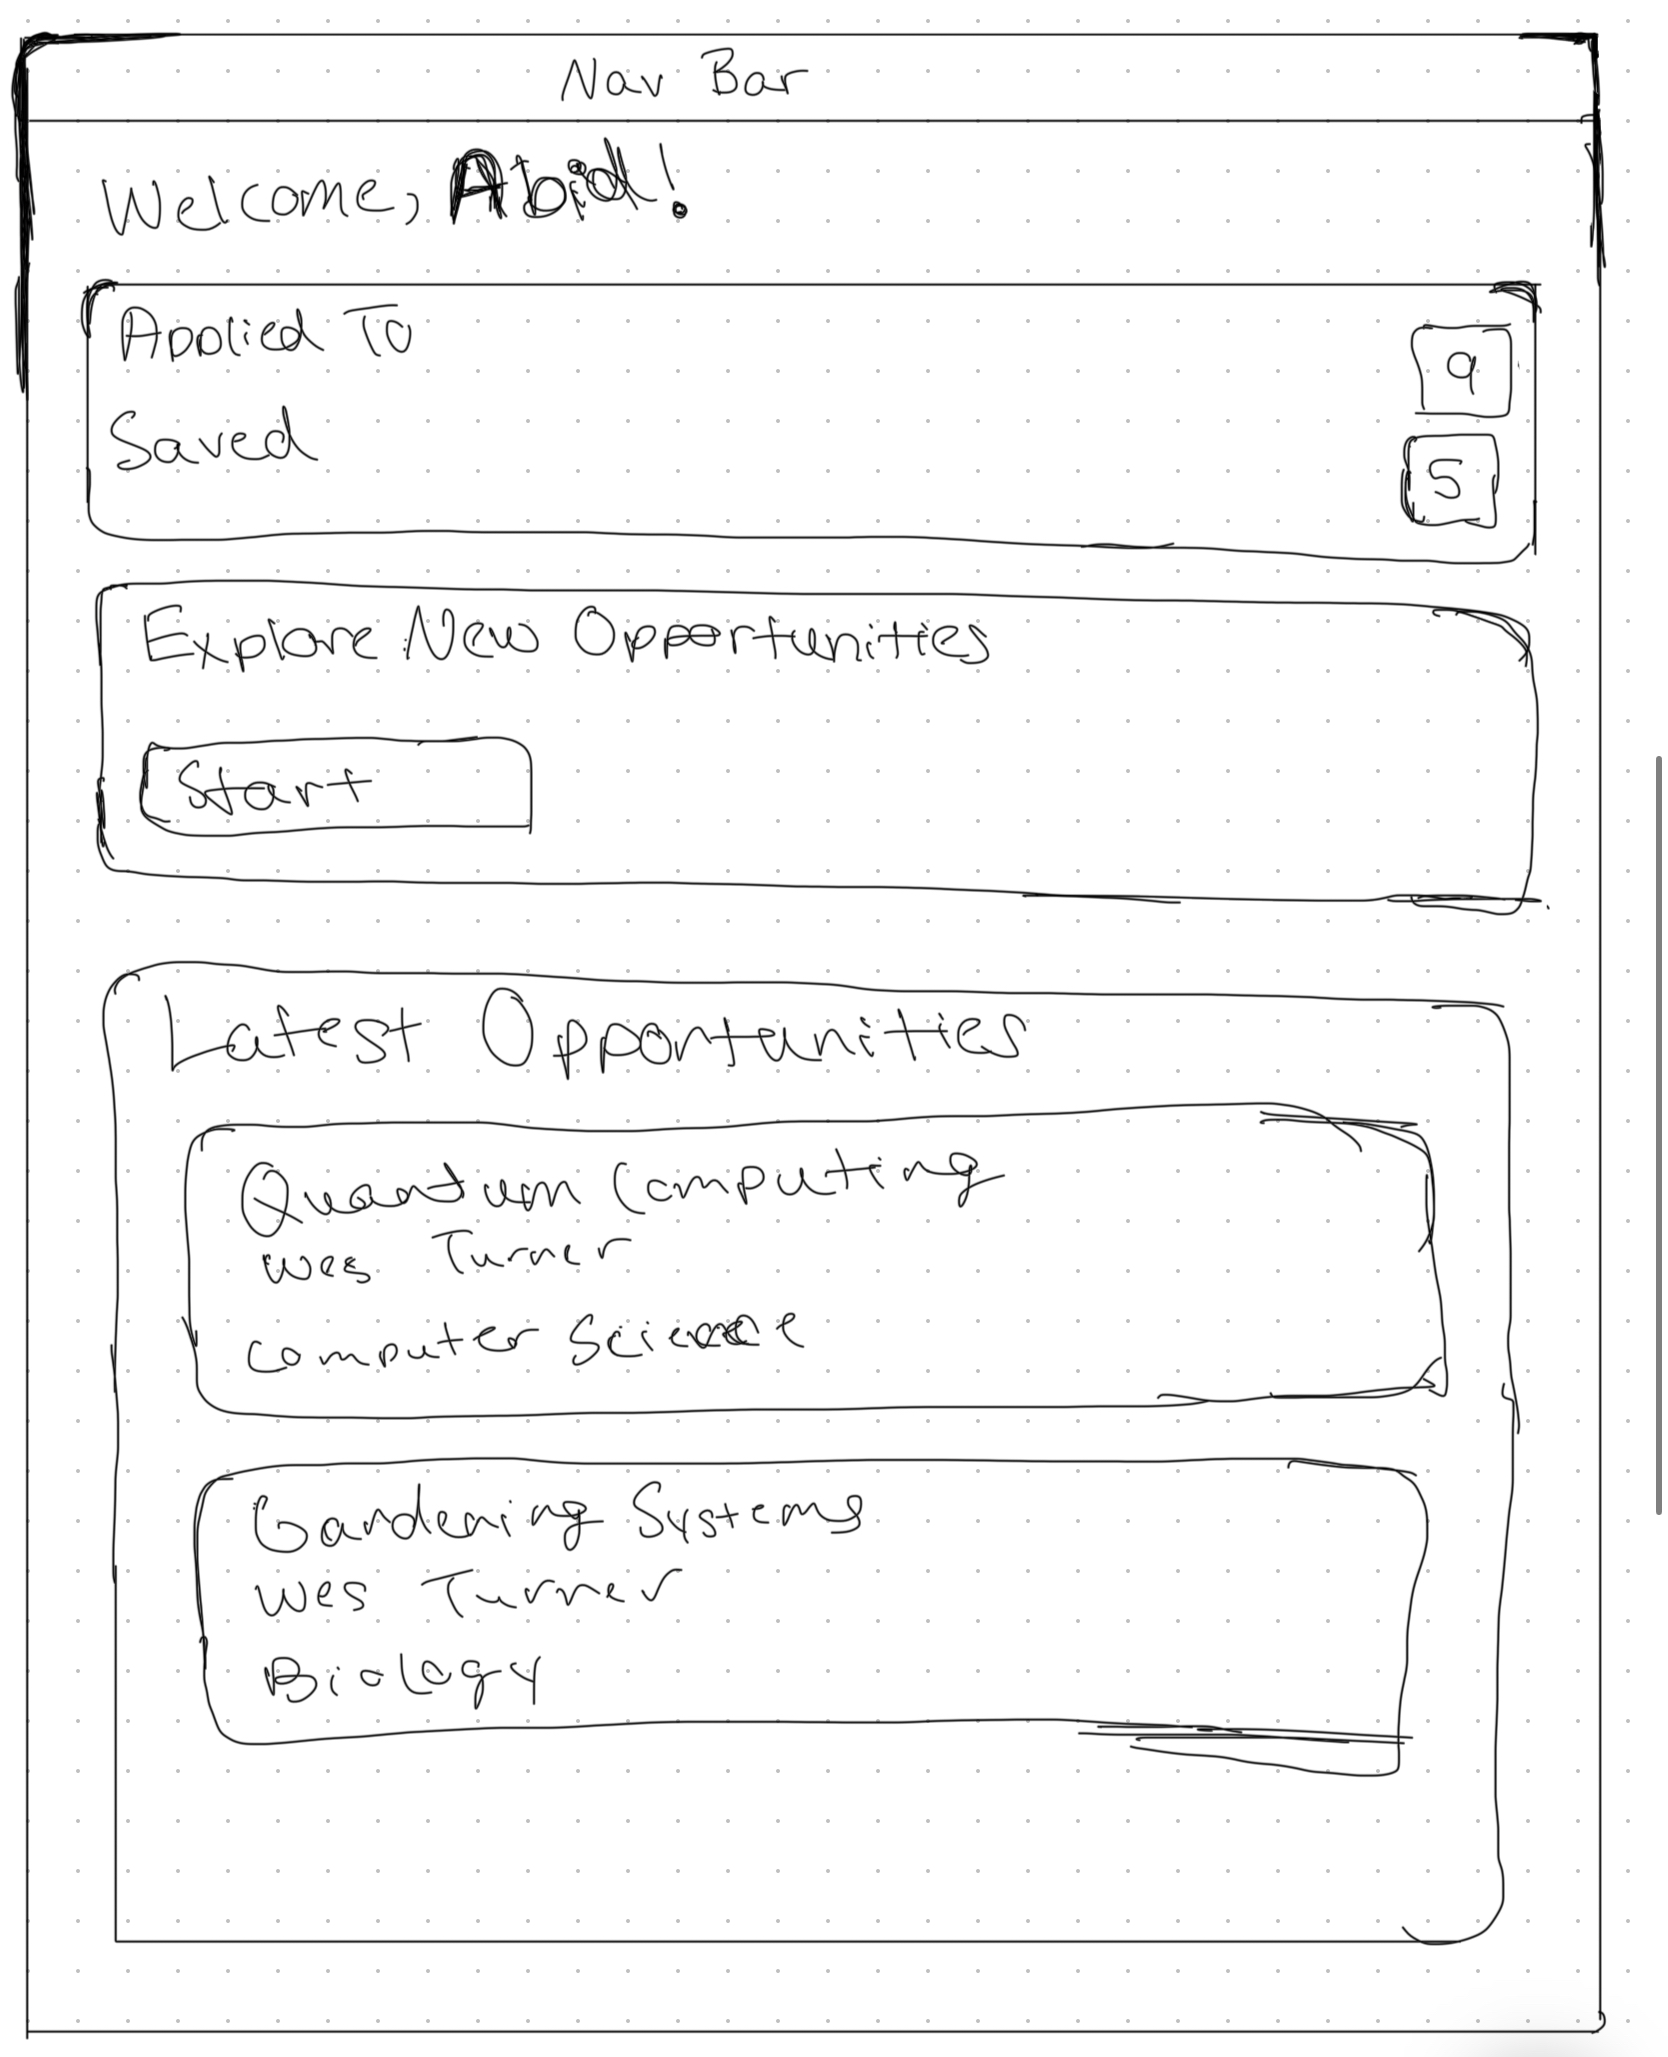 Nav Bar
Welcome, Abid!
Applied To
9
Saved
5
Explore New Opportunities
Start
Latest Opportunities
Quantum Computing
Wes Turner
Computer Science
Gardening Systems
Wes Turner
Biology